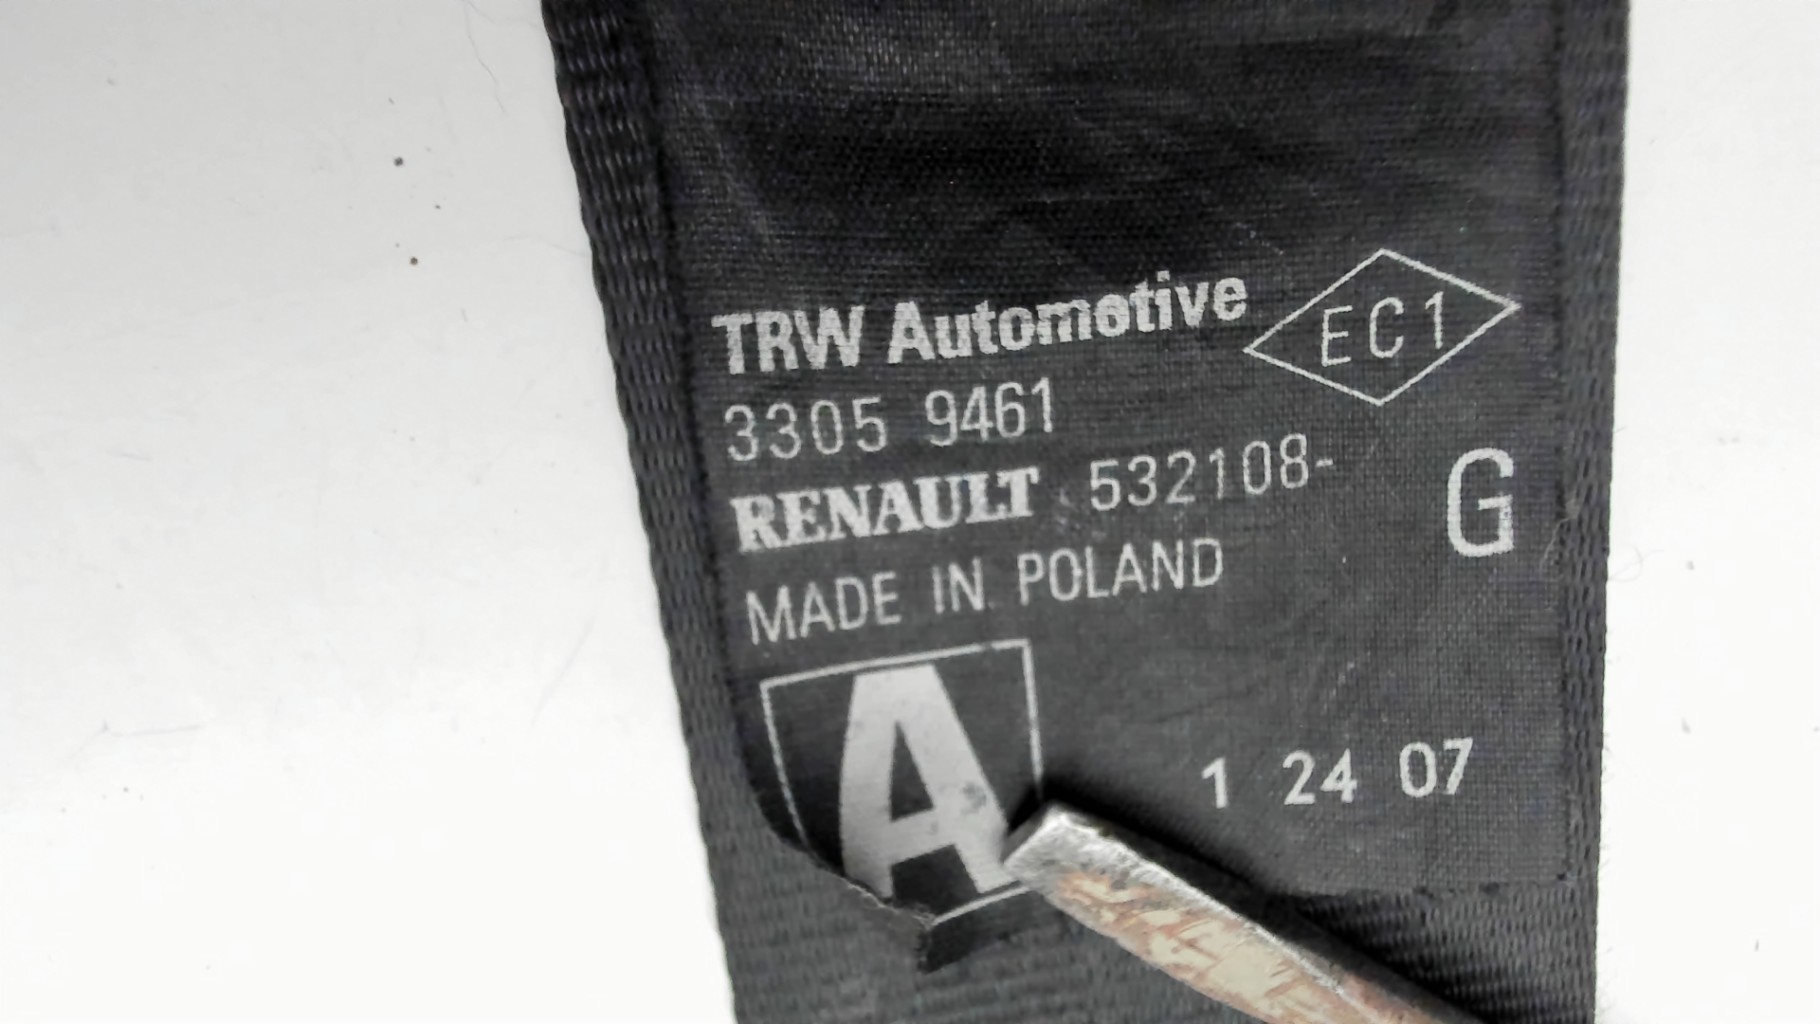 TRW Automotive EC1
3305 9461
RENAULT 532108- G
MADE IN POLAND
A
1 24 07